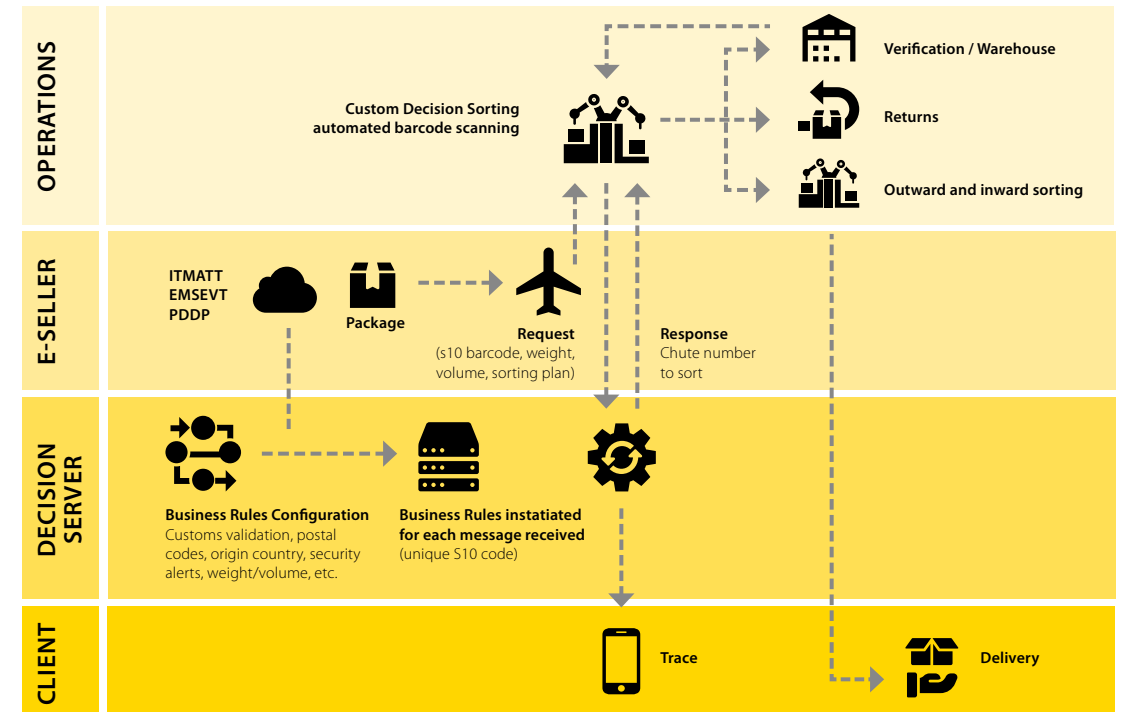 OPERATIONS
Custom Decision Sorting
automated barcode scanning
Verification / Warehouse
Returns
Outward and inward sorting
E-SELLER
ITMATT
EMSEVT
PDDP
Package
Request
(s10 barcode, weight,
volume, sorting plan)
Response
Chute number
to sort
DECISION
SERVER
Business Rules Configuration
Customs validation, postal
codes, origin country, security
alerts, weight/volume, etc.
Business Rules instatiated
for each message received
(unique S10 code)
CLIENT
Trace
Delivery